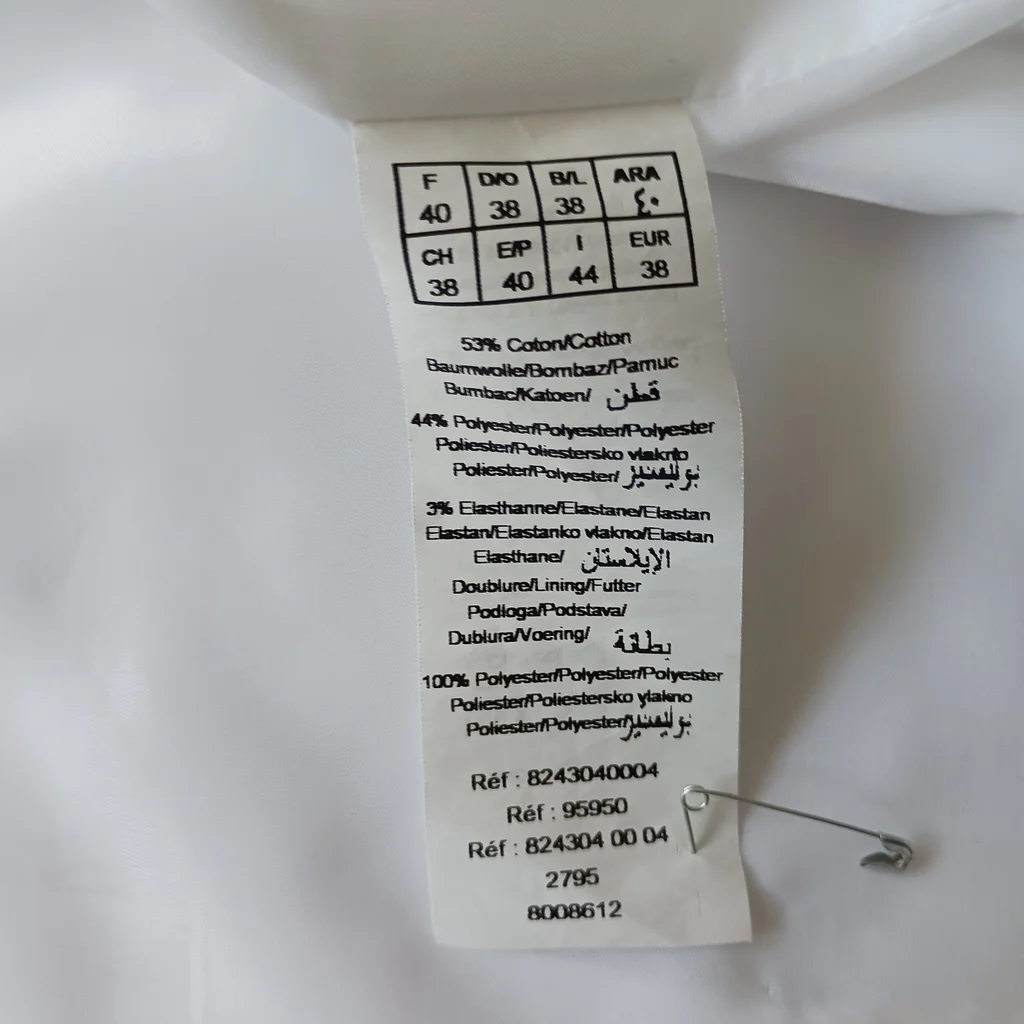 F D/O B/L ARA
40 38 38 ٤٠
CH E/P I EUR
38 40 44 38
53% Coton/Cotton
Baumwolle/Bombaz/Pamuc
Bumbac/Katoen/ قطن
44% Polyester/Polyester/Polyester
Poliester/Poliestersko vlakno
Poliester/Polyester/ بوليستر
3% Elasthanne/Elastane/Elastan
Elastan/Elastanko vlakno/Elastan
Elasthane/ الإيلاستان
Doublure/Lining/Futter
Podloga/Podstava/
Dublura/Voering/ بطانة
100% Polyester/Polyester/Polyester
Poliester/Poliestersko vlakno
Poliester/Polyester/ بوليستر
Réf : 8243040004
Réf : 95950
Réf : 824304 00 04
2795
8008612